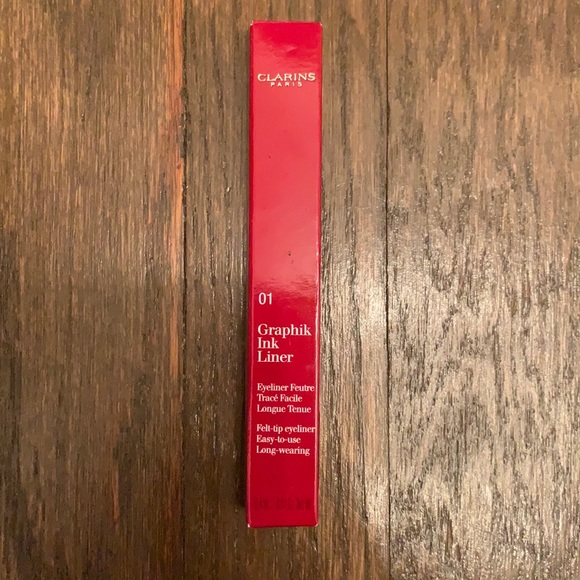 CLARINS
PARIS
01
Graphik
Ink
Liner
Eyeliner Feutre
Tracé Facile
Longue Tenue
Felt-tip eyeliner
Easy-to-use
Long-wearing